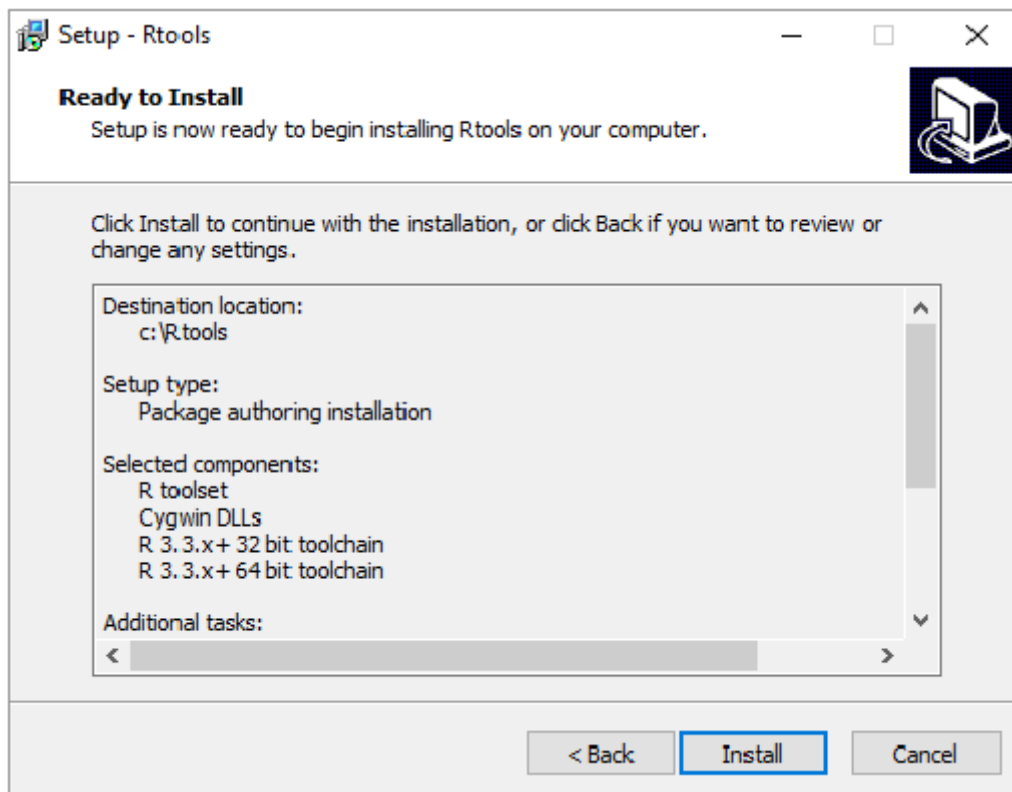 Setup - Rtools
Ready to Install
Setup is now ready to begin installing Rtools on your computer.
Click Install to continue with the installation, or click Back if you want to review or
change any settings.
Destination location:
c:\Rtools
Setup type:
Package authoring installation
Selected components:
R toolset
Cygwin DLLs
R 3.3.x+ 32 bit toolchain
R 3.3.x+ 64 bit toolchain
Additional tasks:
< Back Install Cancel